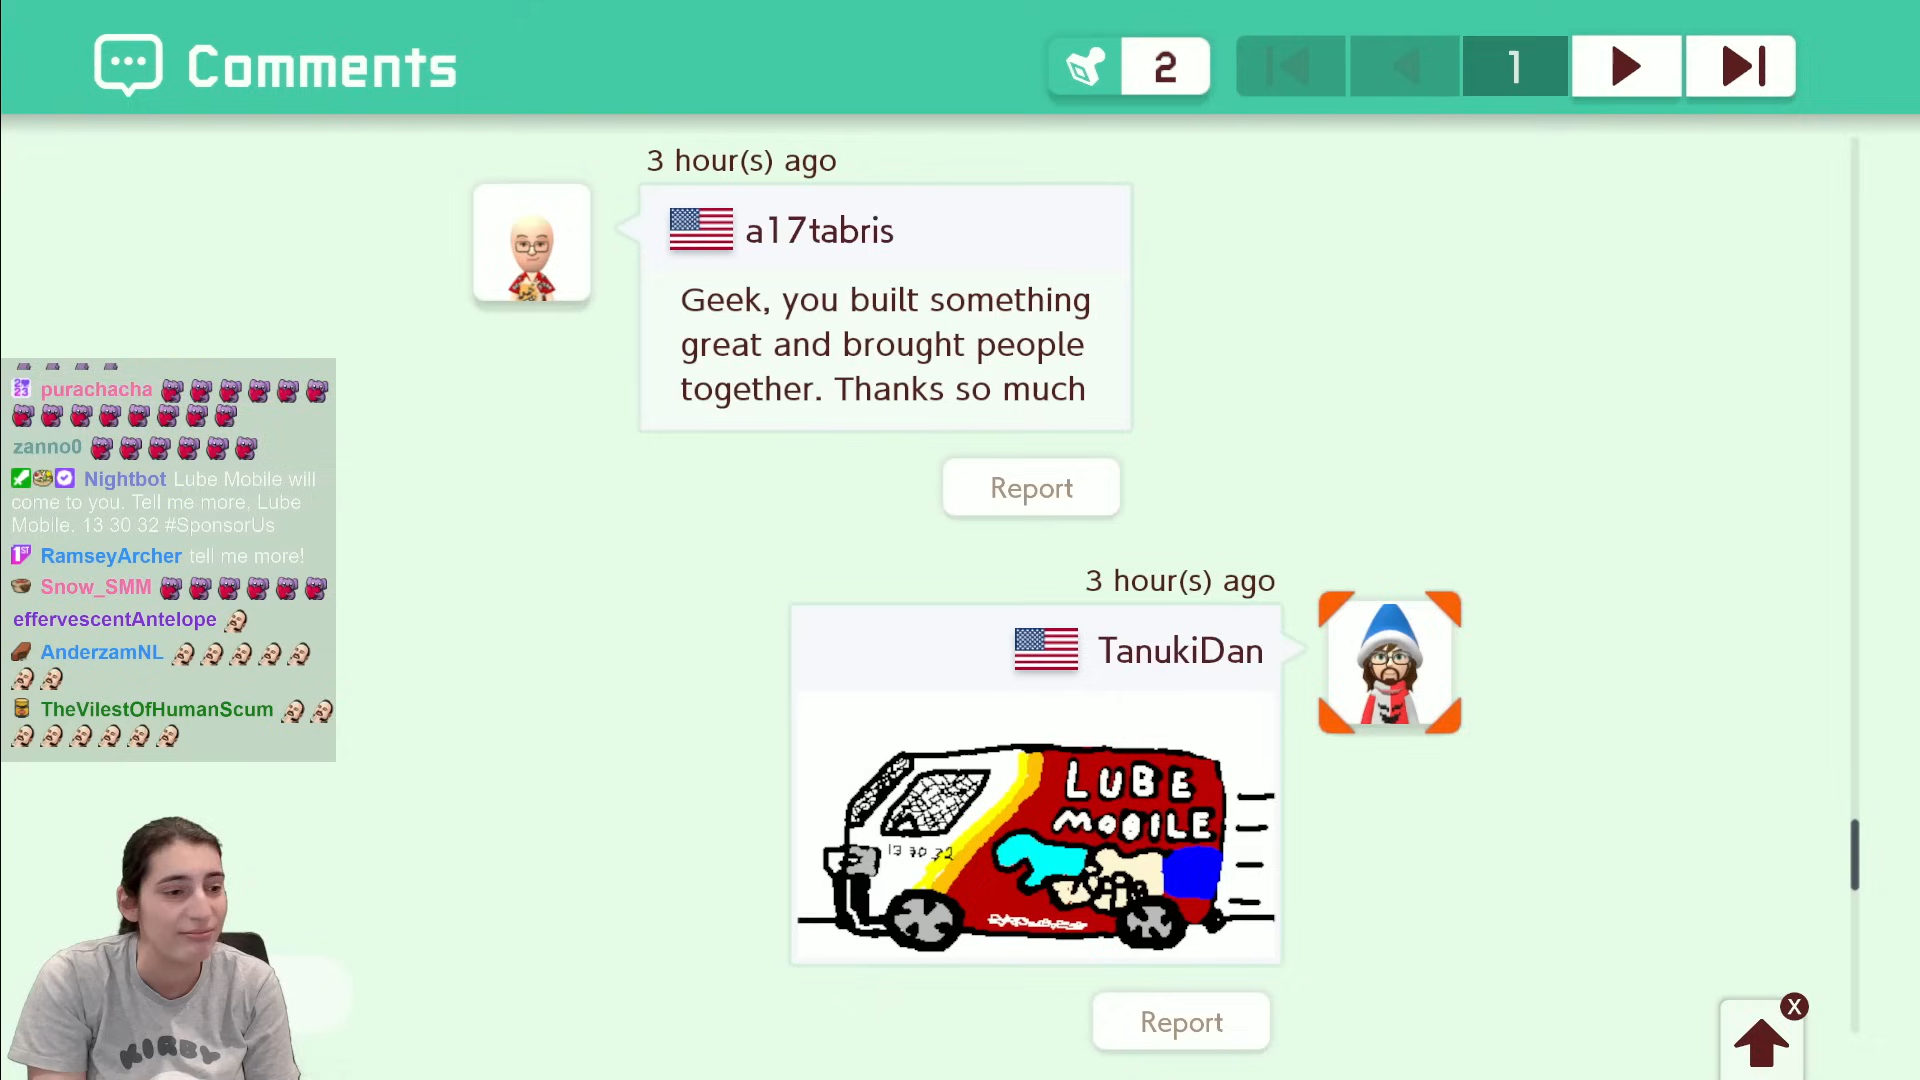 Comments
2
1
3 hour(s) ago
a17tabris
Geek, you built something
great and brought people
together. Thanks so much
Report
purachacha
zanno0
Nightbot Lube Mobile will
come to you. Tell me more, Lube
Mobile. 13 30 32 #SponsorUs
RamseyArcher tell me more!
Snow_SMM
effervescentAntelope
AnderzamNL
TheVilestOfHumanScum
3 hour(s) ago
TanukiDan
LUBE
MOBILE
13 30 32
Report
KIRBY
X